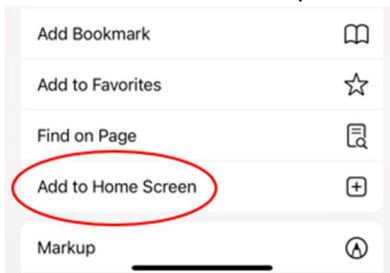 Add Bookmark
Add to Favorites
Find on Page
Add to Home Screen
Markup